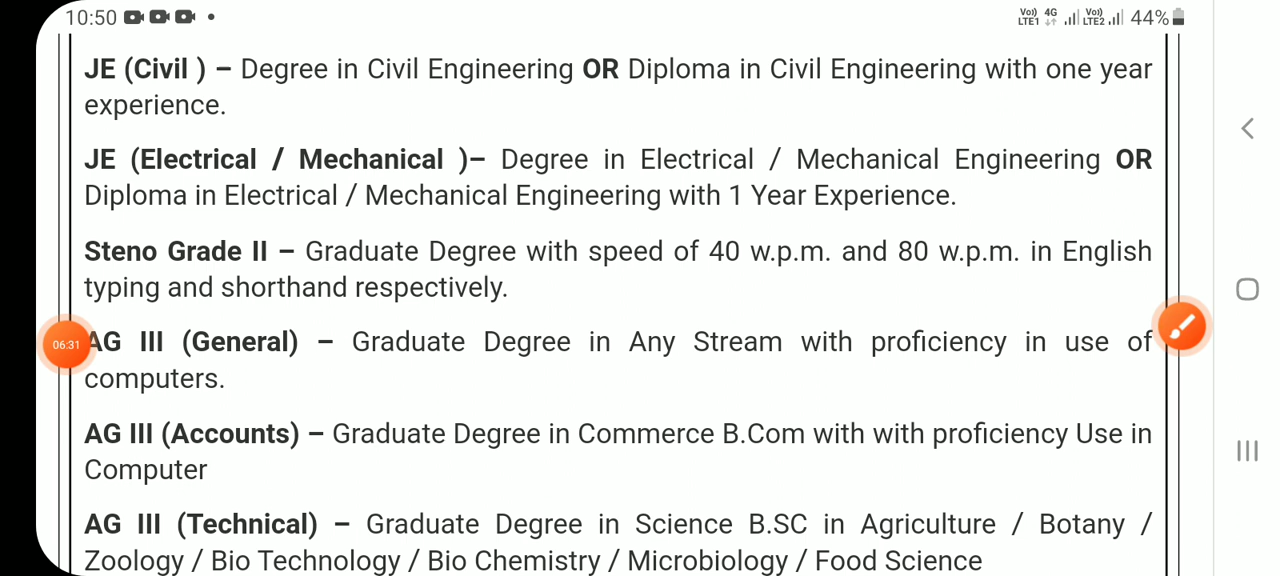 10:50
Vo) LTE1 4G Vo) LTE2 44%
JE (Civil ) – Degree in Civil Engineering OR Diploma in Civil Engineering with one year
experience.
JE (Electrical / Mechanical )– Degree in Electrical / Mechanical Engineering OR
Diploma in Electrical / Mechanical Engineering with 1 Year Experience.
Steno Grade II – Graduate Degree with speed of 40 w.p.m. and 80 w.p.m. in English
typing and shorthand respectively.
06:31
AG III (General) – Graduate Degree in Any Stream with proficiency in use of
computers.
AG III (Accounts) – Graduate Degree in Commerce B.Com with with proficiency Use in
Computer
AG III (Technical) – Graduate Degree in Science B.SC in Agriculture / Botany /
Zoology / Bio Technology / Bio Chemistry / Microbiology / Food Science